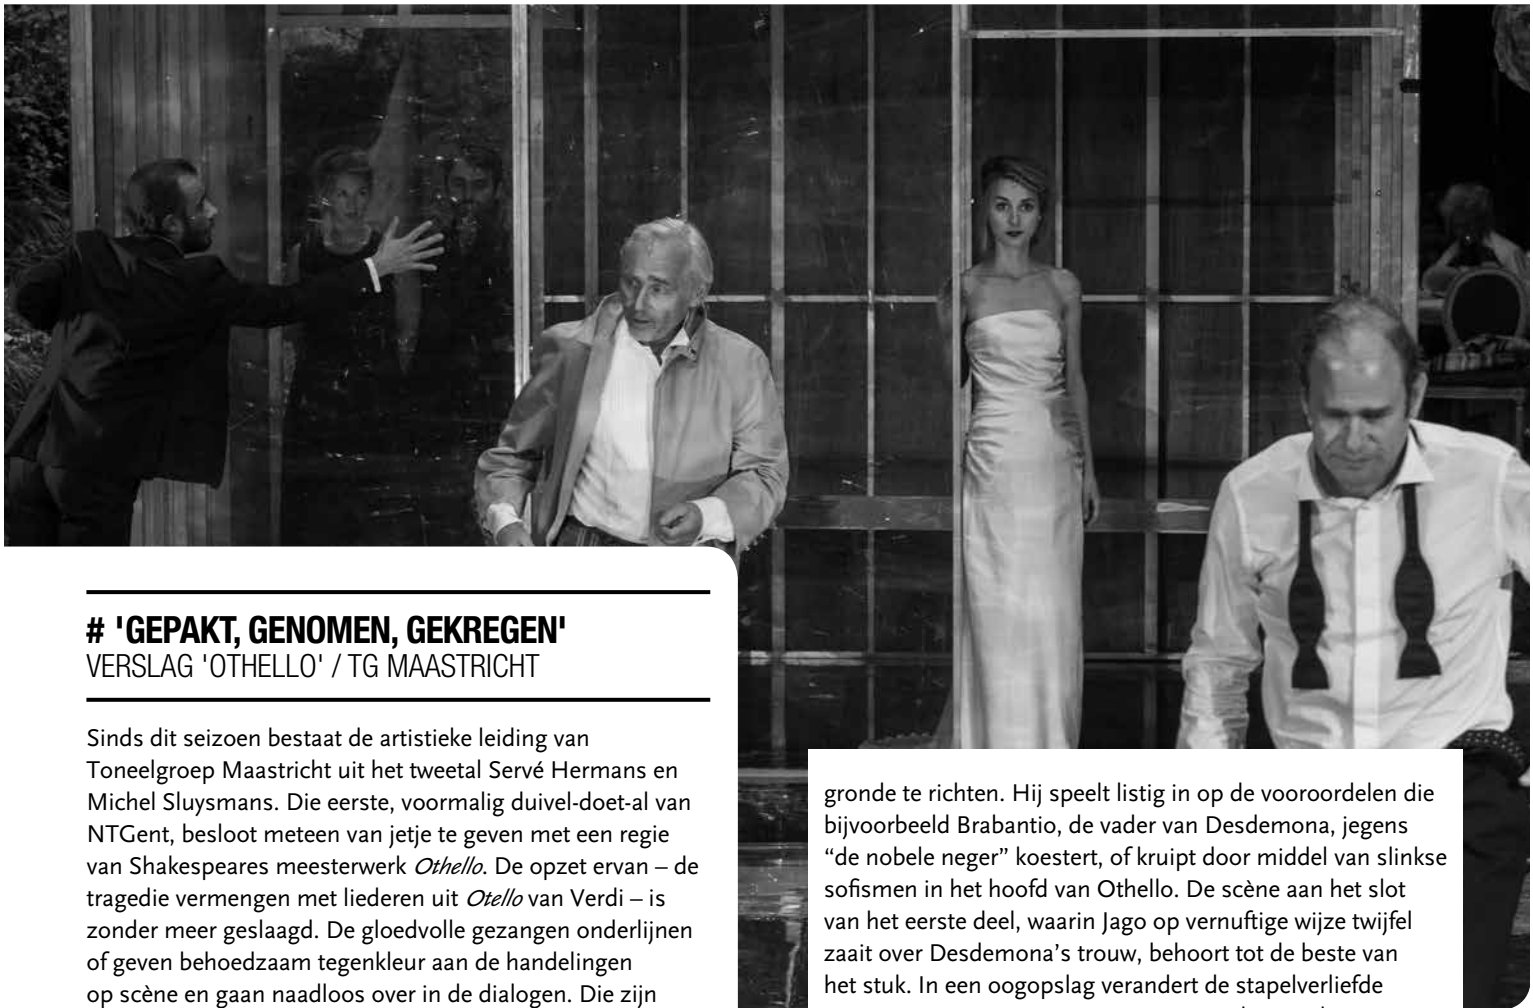 # 'GEPAKT, GENOMEN, GEKREGEN'
VERSLAG 'OTHELLO' / TG MAASTRICHT
Sinds dit seizoen bestaat de artistieke leiding van
Toneelgroep Maastricht uit het tweetal Servé Hermans en
Michel Sluysmans. Die eerste, voormalig duivel-doet-al van
NTGent, besloot meteen van jetje te geven met een regie
van Shakespeares meesterwerk Othello. De opzet ervan – de
tragedie vermengen met liederen uit Otello van Verdi – is
zonder meer geslaagd. De gloedvolle gezangen onderlijnen
of geven behoedzaam tegenkleur aan de handelingen
op scène en gaan naadloos over in de dialogen. Die zijn
gronde te richten. Hij speelt listig in op de vooroordelen die
bijvoorbeeld Brabantio, de vader van Desdemona, jegens
“de nobele neger” koestert, of kruipt door middel van slinkse
sofismen in het hoofd van Othello. De scène aan het slot
van het eerste deel, waarin Jago op vernuftige wijze twijfel
zaait over Desdemona’s trouw, behoort tot de beste van
het stuk. In een oogopslag verandert de stapelverliefde